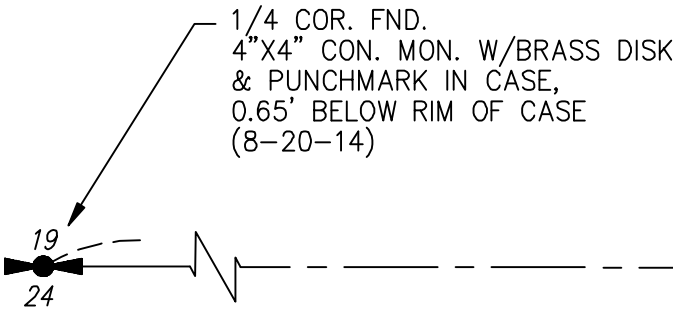 1/4 COR. FND.
4"X4" CON. MON. W/BRASS DISK
& PUNCHMARK IN CASE,
0.65' BELOW RIM OF CASE
(8-20-14)
19
24